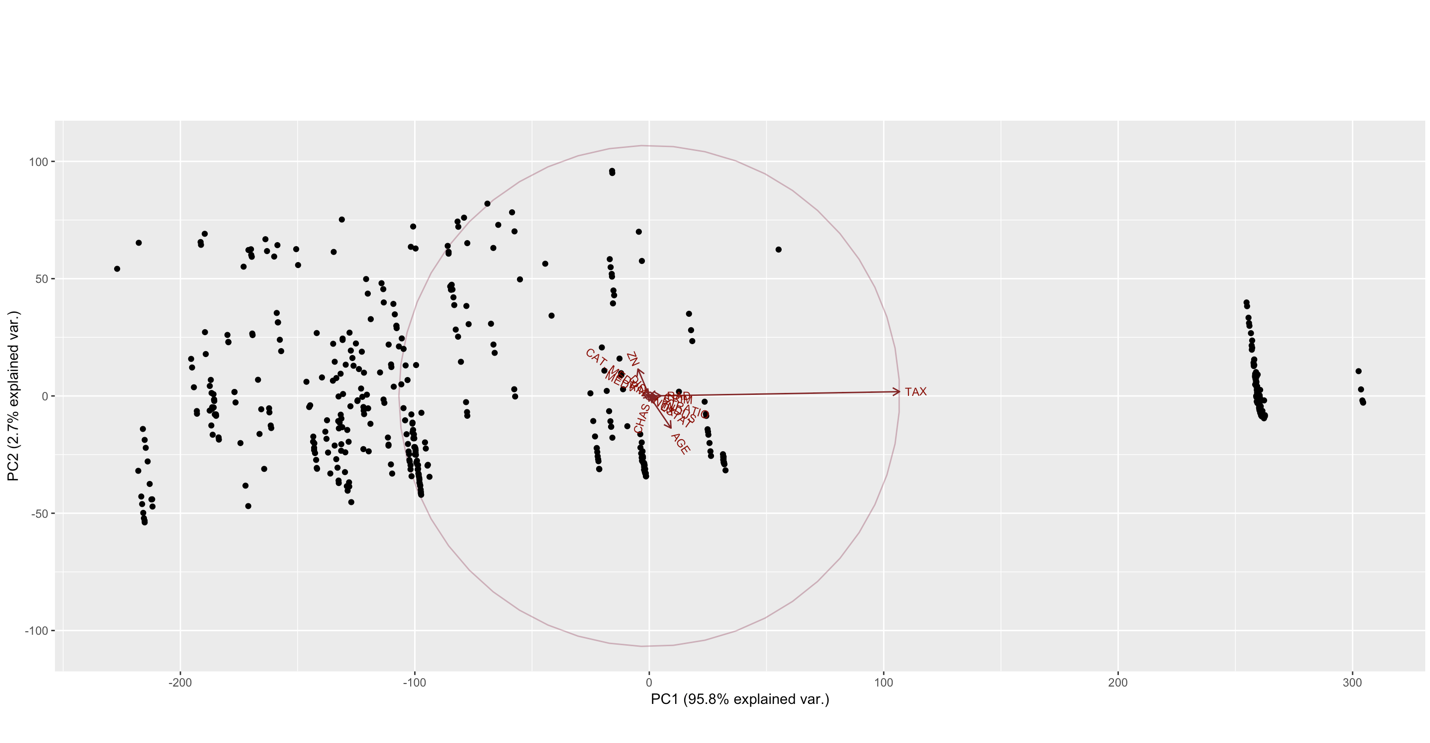 100
50
0
-50
-100
PC2 (2.7% explained var.)
ZN
CAT. M
TAX
CHAS
AGE
-200
-100
0
100
200
300
PC1 (95.8% explained var.)